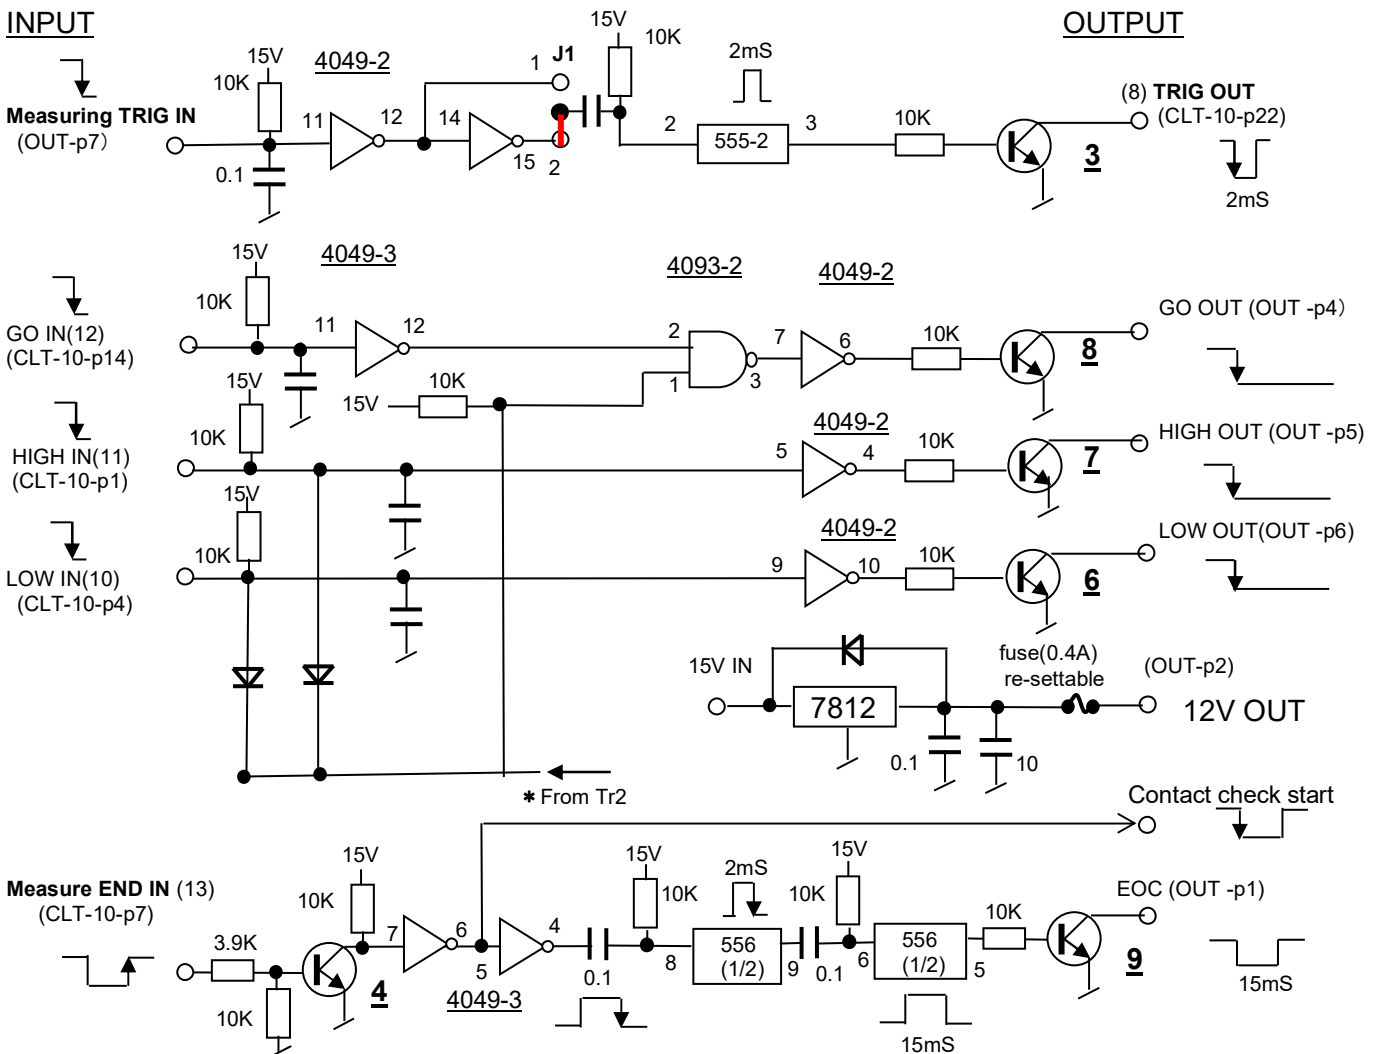 INPUT
OUTPUT
15V
10K
4049-2
Measuring TRIG IN
(OUT-p7)
11
12
14
15
0.1
1
J1
2
15V
10K
2mS
2
555-2
3
10K
3
(8) TRIG OUT
(CLT-10-p22)
2mS
15V
10K
4049-3
4093-2
4049-2
GO IN(12)
(CLT-10-p14)
11
12
2
1
3
7
6
10K
8
GO OUT (OUT -p4)
15V
10K
15V
10K
HIGH IN(11)
(CLT-10-p1)
4049-2
5
4
10K
7
HIGH OUT (OUT -p5)
15V
10K
LOW IN(10)
(CLT-10-p4)
4049-2
9
10
10K
6
LOW OUT(OUT -p6)
15V IN
7812
0.1
10
fuse(0.4A)
re-settable
(OUT-p2)
12V OUT
* From Tr2
Contact check start
Measure END IN (13)
(CLT-10-p7)
3.9K
10K
15V
10K
4
7
6
5
4
4049-3
0.1
15V
10K
8
2mS
556
(1/2)
9
0.1
15V
10K
6
556
(1/2)
5
15mS
10K
9
EOC (OUT -p1)
15mS